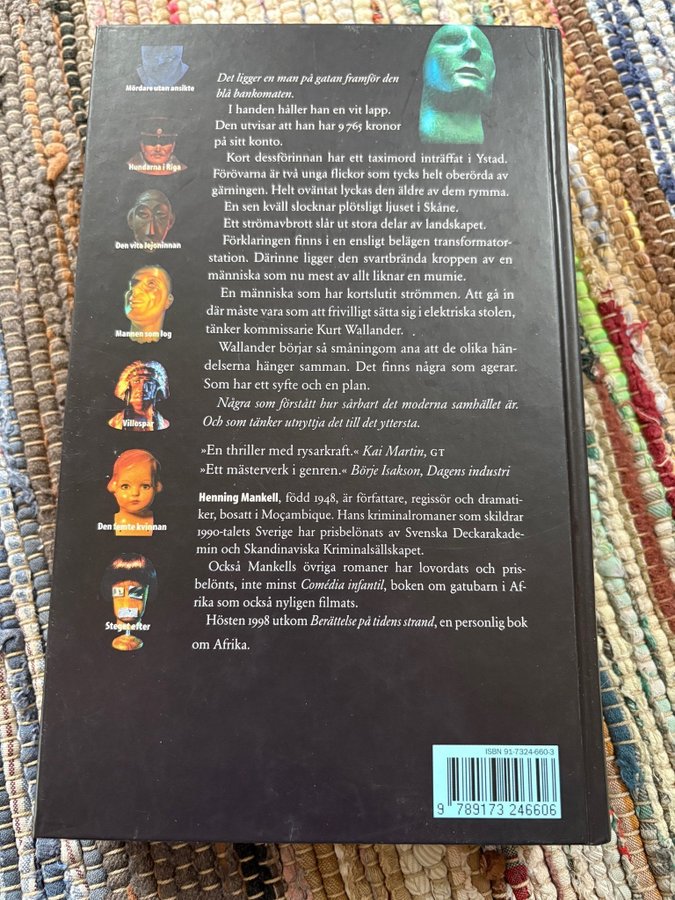 Mördare utan ansikte
Hundarna i Riga
Den vita lejoninnan
Mannen som log
Villospår
Den femte kvinnan
Steget efter
Det ligger en man på gatan framför den
blå bankomaten.
I handen håller han en vit lapp.
Den utvisar att han har 9 765 kronor
på sitt konto.
Kort dessförinnan har ett taximord inträffat i Ystad.
Förövarna är två unga flickor som tycks helt oberörda av
gärningen. Helt oväntat lyckas den äldre av dem rymma.
En sen kväll slocknar plötsligt ljuset i Skåne.
Ett strömavbrott slår ut stora delar av landskapet.
Förklaringen finns i en ensligt belägen transformator-
station. Därinne ligger den svartbrända kroppen av en
människa som nu mest av allt liknar en mumie.
En människa som har kortslutit strömmen. Att gå in
där måste vara som att frivilligt sätta sig i elektriska stolen,
tänker kommissarie Kurt Wallander.
Wallander börjar så småningom ana att de olika hän-
delserna hänger samman. Det finns några som agerar.
Som har ett syfte och en plan.
Några som förstått hur sårbart det moderna samhället är.
Och som tänker utnyttja det till det yttersta.
»En thriller med rysarkraft.« Kai Martin, GT
»Ett mästerverk i genren.« Börje Isakson, Dagens industri
Henning Mankell, född 1948, är författare, regissör och dramati-
ker, bosatt i Moçambique. Hans kriminalromaner som skildrar
1990-talets Sverige har prisbelönats av Svenska Deckarakade-
min och Skandinaviska Kriminalsällskapet.
Också Mankells övriga romaner har lovordats och pris-
belönts, inte minst Comédia infantil, boken om gatubarn i Af-
rika som också nyligen filmats.
Hösten 1998 utkom Berättelse på tidens strand, en personlig bok
om Afrika.
ISBN 91-7324-660-3
9 789173 246606